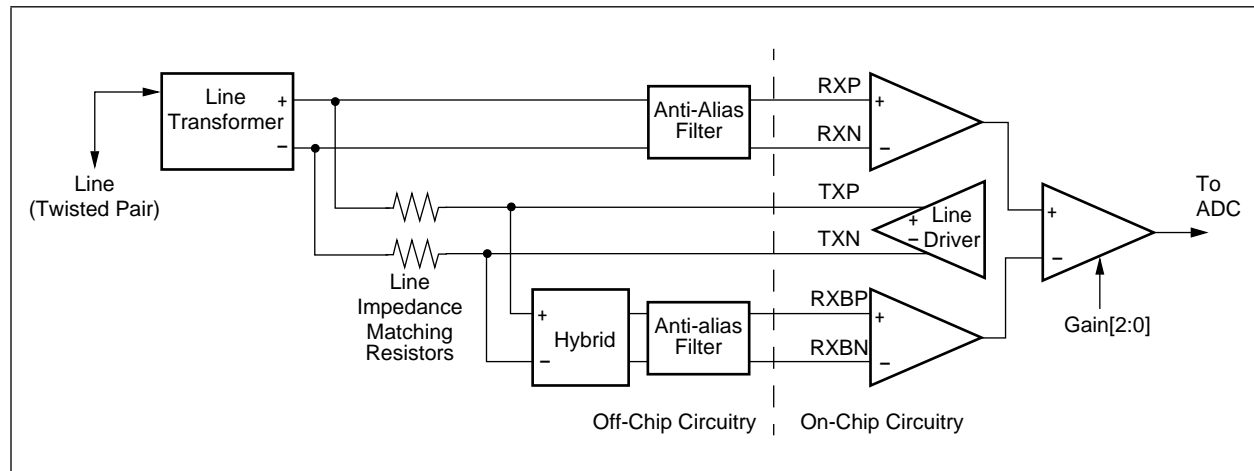 Line
Transformer
+
−
Line
(Twisted Pair)
Anti-Alias
Filter
RXP
RXN
+
−
TXP
TXN
+
−
Line
Driver
To
ADC
+
−
Gain[2:0]
Line
Impedance
Matching
Resistors
+
−
Hybrid
Anti-alias
Filter
RXBP
RXBN
+
−
Off-Chip Circuitry
On-Chip Circuitry